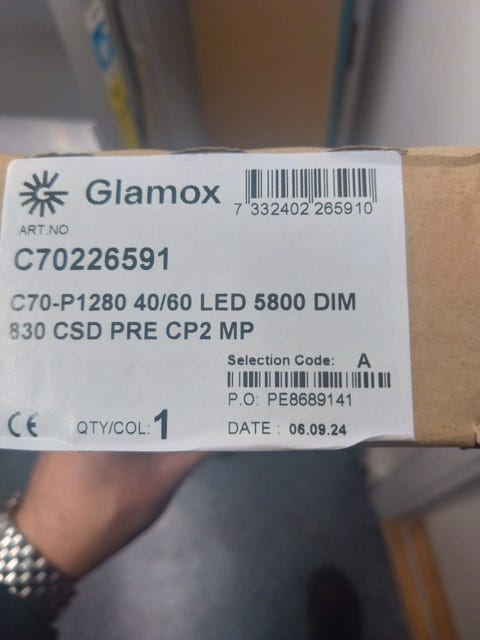 Glamox
7 332402 265910
ART.NO
C70226591
C70-P1280 40/60 LED 5800 DIM
830 CSD PRE CP2 MP
Selection Code: A
P.O: PE8689141
CE QTY/COL: 1 DATE : 06.09.24